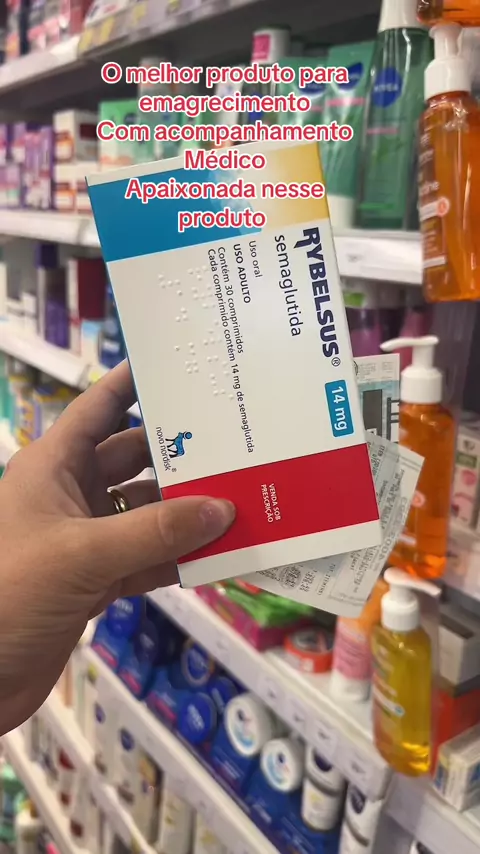 O melhor produto para
emagrecimento
Com acompanhamento
Médico
Apaixonada nesse
produto
RYBELSUS®
semaglutida
14 mg
Uso oral
USO ADULTO
Contém 30 comprimidos
Cada comprimido contém 14 mg de semaglutida
novo nordisk®
VENDA SOB
PRESCRIÇÃO
NIVEA